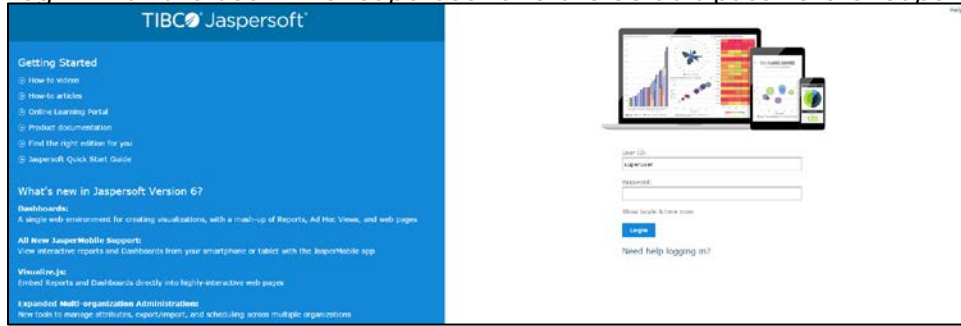 TIBCO Jaspersoft
Help
Getting Started
How-to videos
How-to articles
Online Learning Portal
Product documentation
Find the right edition for you
Jaspersoft Quick Start Guide
What's new in Jaspersoft Version 6?
Dashboards:
A single web environment for creating visualizations, with a mash-up of Reports, Ad Hoc Views, and web pages
All New JasperMobile Support:
View interactive reports and Dashboards from your smartphone or tablet with the JasperMobile app
Visualize.js:
Embed Reports and Dashboards directly into highly-interactive web pages
Expanded Multi-organization Administration:
New tools to manage attributes, export/import, and scheduling across multiple organizations
User ID:
superuser
Password:
Show locale & time zone
Login
Need help logging in?